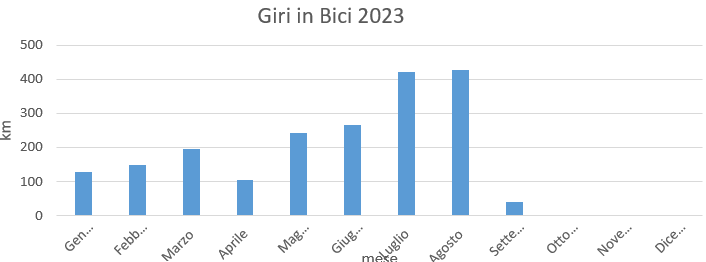 Giri in Bici 2023
500
400
300
200
100
0
km
Gen...
Febb...
Marzo
Aprile
Mag...
Giug...
Luglio
Agosto
Sette...
Otto...
Nove...
Dice...
mese